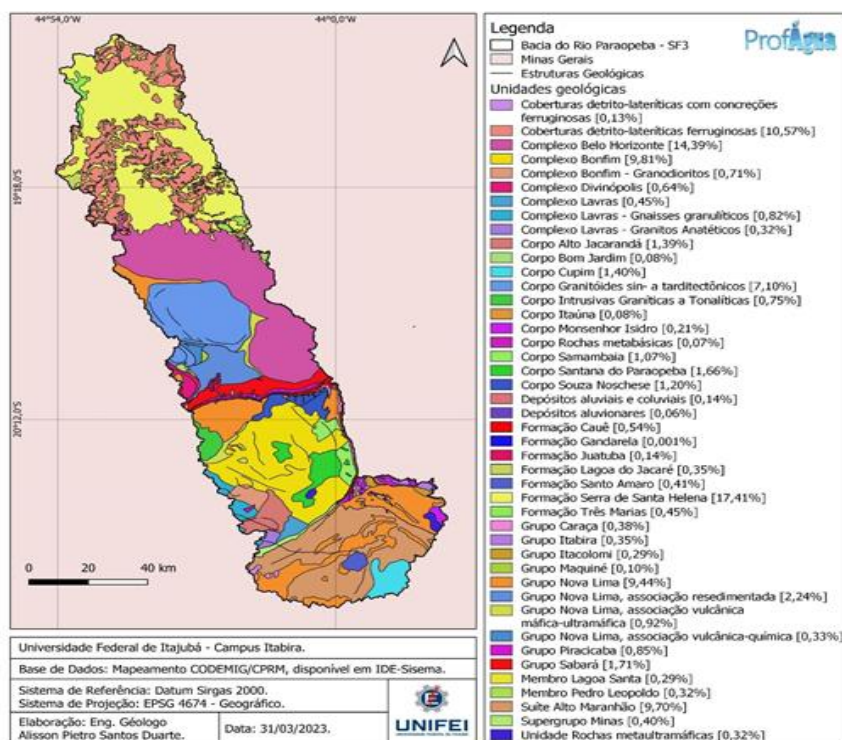 44°54,0'W
44°0,0'W
19°18,0'S
20°12,0'S
0 20 40 km
Legenda
ProfÁgua
Bacia do Rio Paraopeba - SF3
Minas Gerais
Estruturas Geológicas
Unidades geológicas
Coberturas detrito-lateríticas com concreções
ferruginosas [0,13%]
Coberturas detrito-lateríticas ferruginosas [10,57%]
Complexo Belo Horizonte [14,39%]
Complexo Bonfim [9,81%]
Complexo Bonfim - Granodioritos [0,71%]
Complexo Divinópolis [0,64%]
Complexo Lavras [0,45%]
Complexo Lavras - Gnaisses granulíticos [0,82%]
Complexo Lavras - Granitos Anatéticos [0,32%]
Corpo Alto Jacarandá [1,39%]
Corpo Bom Jardim [0,08%]
Corpo Cupim [1,40%]
Corpo Granitóides sin- a tarditectônicos [7,10%]
Corpo Intrusivas Graníticas a Tonalíticas [0,75%]
Corpo Itaúna [0,08%]
Corpo Monsenhor Isidro [0,21%]
Corpo Rochas metabásicas [0,07%]
Corpo Samambaia [1,07%]
Corpo Santana do Paraopeba [1,66%]
Corpo Souza Noschese [1,20%]
Depósitos aluviais e coluviais [0,14%]
Depósitos aluvionares [0,06%]
Formação Cauê [0,54%]
Formação Gandarela [0,001%]
Formação Juatuba [0,14%]
Formação Lagoa do Jacaré [0,35%]
Formação Santo Amaro [0,41%]
Formação Serra de Santa Helena [17,41%]
Formação Três Marias [0,45%]
Grupo Caraça [0,38%]
Grupo Itabira [0,35%]
Grupo Itacolomi [0,29%]
Grupo Maquiné [0,10%]
Grupo Nova Lima [9,44%]
Grupo Nova Lima, associação resedimentada [2,24%]
Grupo Nova Lima, associação vulcânica
máfica-ultramáfica [0,92%]
Grupo Nova Lima, associação vulcânica-química [0,33%]
Grupo Piracicaba [0,85%]
Grupo Sabará [1,71%]
Membro Lagoa Santa [0,29%]
Membro Pedro Leopoldo [0,32%]
Suíte Alto Maranhão [9,70%]
Supergrupo Minas [0,40%]
Unidade Rochas metaultramáficas [0,32%]
Universidade Federal de Itajubá - Campus Itabira.
Base de Dados: Mapeamento CODEMIG/CPRM, disponível em IDE-Sisema.
Sistema de Referência: Datum Sirgas 2000.
Sistema de Projeção: EPSG 4674 - Geográfico.
Elaboração: Eng. Géologo
Alisson Pietro Santos Duarte.
Data: 31/03/2023.
UNIFEI